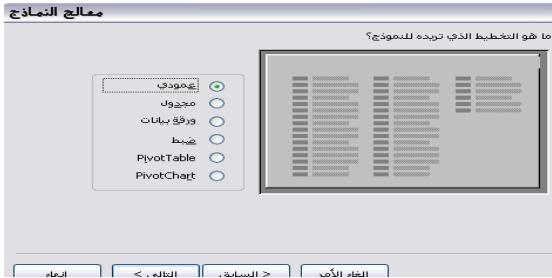 معالج النماذج
ما هو التخطيط الذي تريده للنموذج؟
عمودي
مجدول
ورقة بيانات
ضبط
PivotTable
PivotChart
إلغاء الأمر
< السابق
التالي >
إنهاء